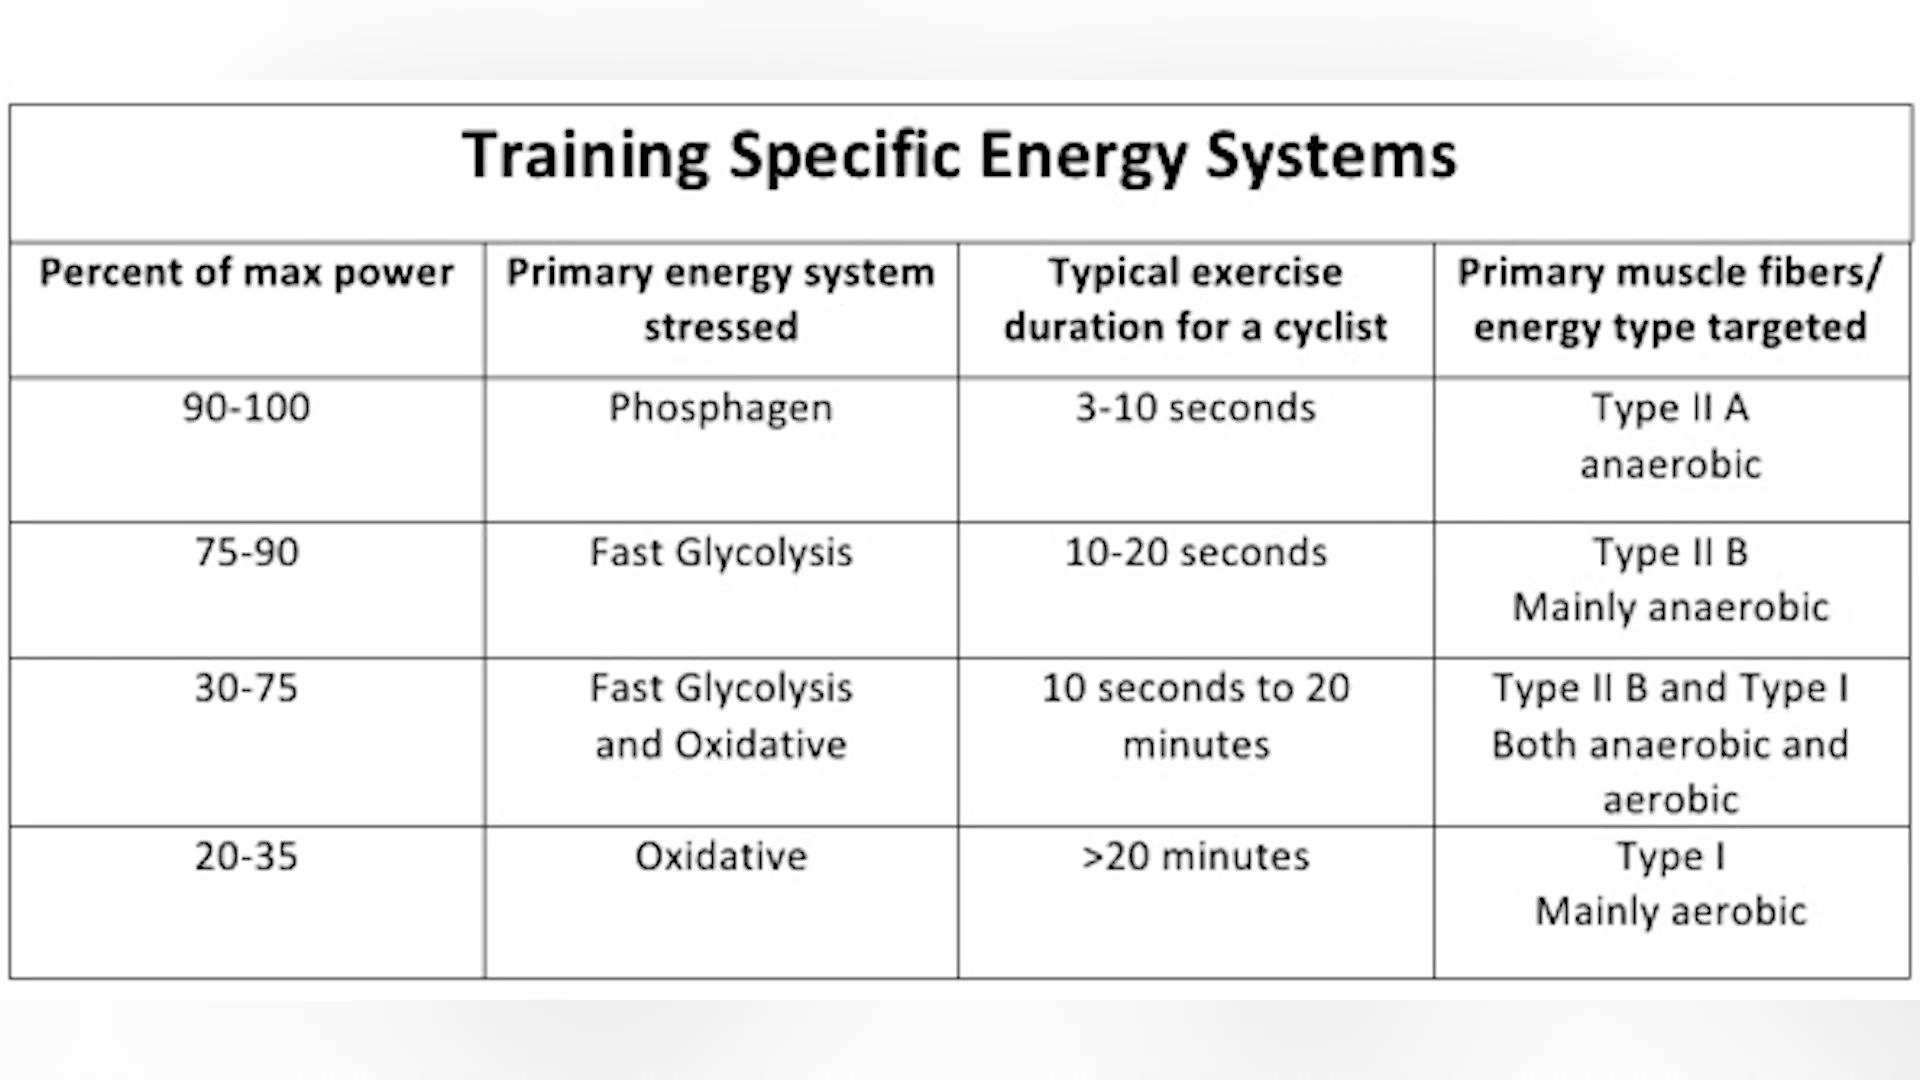 Training Specific Energy Systems
Percent of max power
Primary energy system
stressed
Typical exercise
duration for a cyclist
Primary muscle fibers/
energy type targeted
90-100
Phosphagen
3-10 seconds
Type II A
anaerobic
75-90
Fast Glycolysis
10-20 seconds
Type II B
Mainly anaerobic
30-75
Fast Glycolysis
and Oxidative
10 seconds to 20
minutes
Type II B and Type I
Both anaerobic and
aerobic
20-35
Oxidative
>20 minutes
Type I
Mainly aerobic